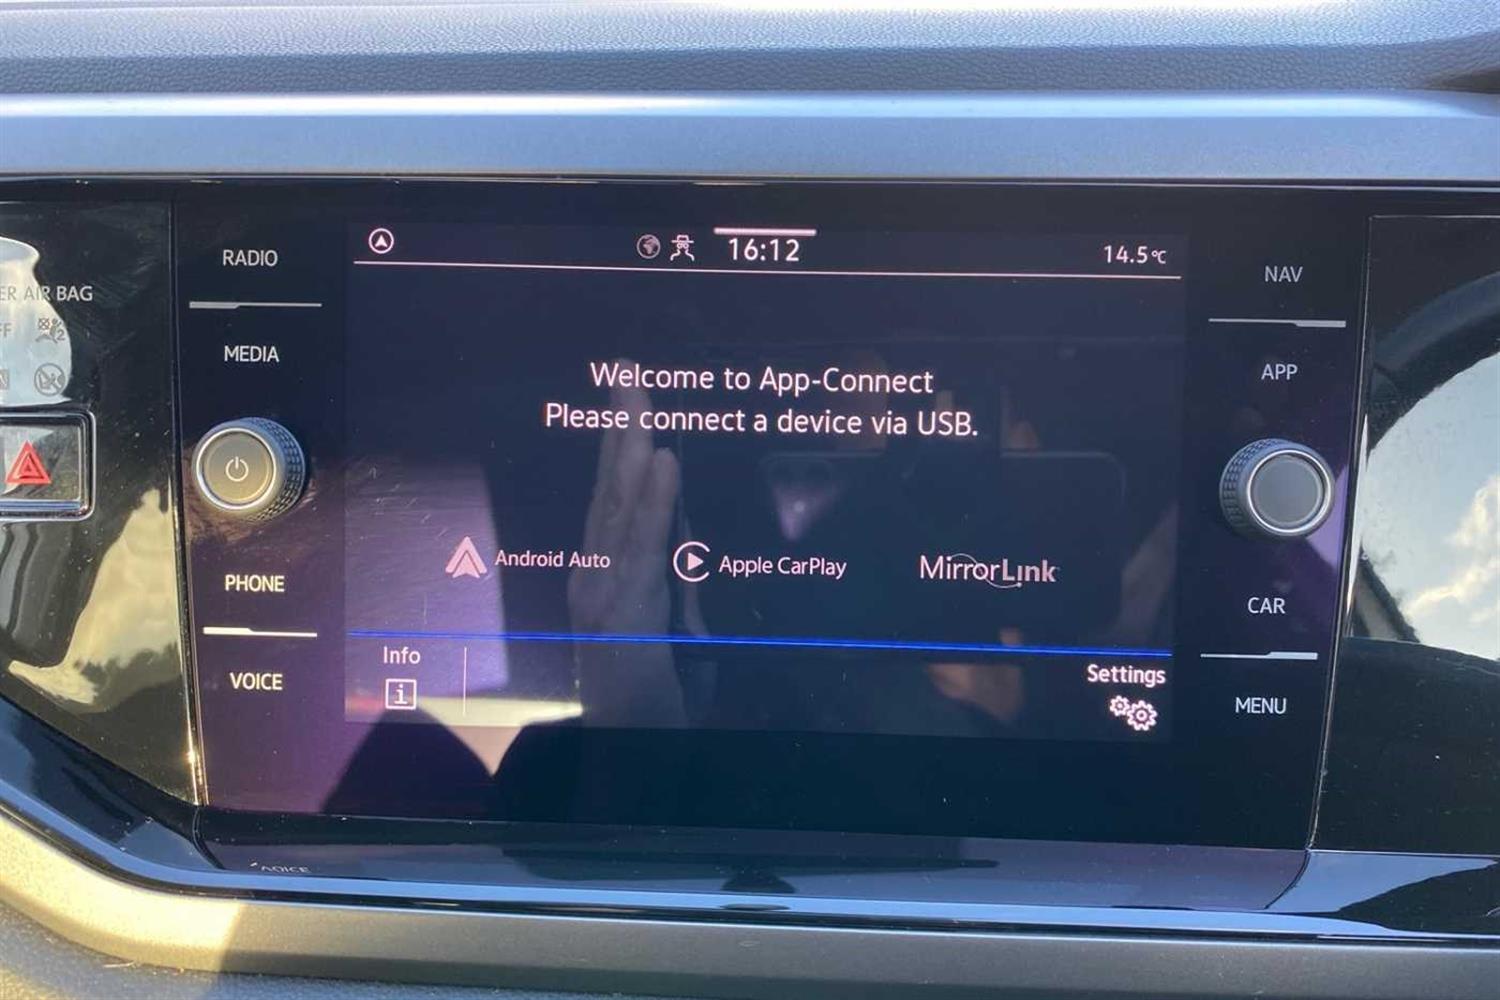 RADIO
MEDIA
PHONE
VOICE
ER AIR BAG
16:12
14.5°C
Welcome to App-Connect
Please connect a device via USB.
Android Auto
Apple CarPlay
MirrorLink
Info
i
Settings
NAV
APP
CAR
MENU